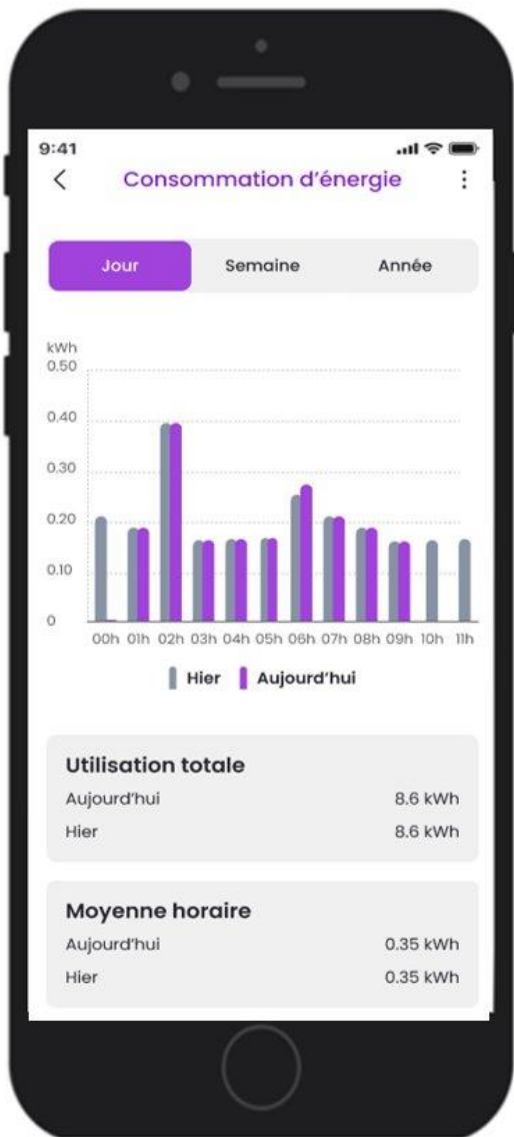 9:41
Consommation d'énergie
Jour Semaine Année
kWh
0.50
0.40
0.30
0.20
0.10
0
00h 01h 02h 03h 04h 05h 06h 07h 08h 09h 10h 11h
Hier Aujourd'hui
Utilisation totale
Aujourd'hui 8.6 kWh
Hier 8.6 kWh
Moyenne horaire
Aujourd'hui 0.35 kWh
Hier 0.35 kWh